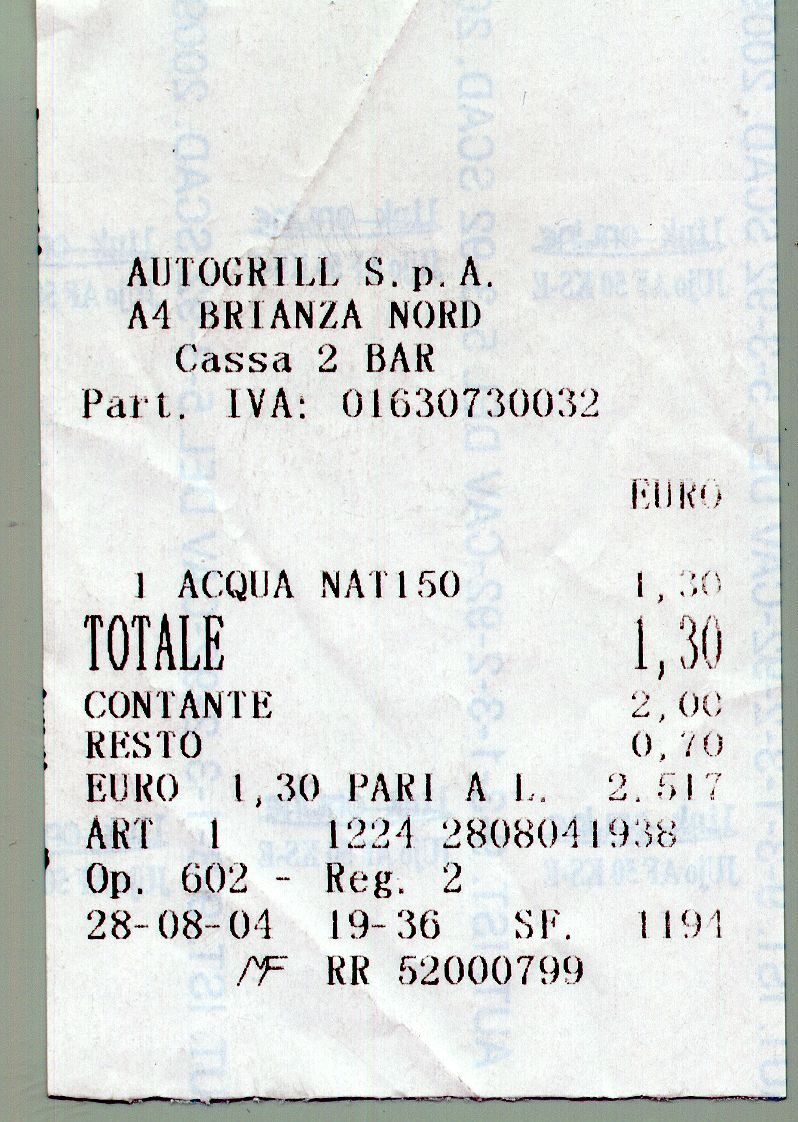 AUTOGRILL S.p.A.
A4 BRIANZA NORD
Cassa 2 BAR
Part. IVA: 01630730032
EURO
1 ACQUA NAT150 1,30
TOTALE 1,30
CONTANTE 2,00
RESTO 0,70
EURO 1,30 PARI A L. 2.517
ART 1 1224 2808041938
Op. 602 - Reg. 2
28-08-04 19-36 SF. 1194
MF RR 52000799